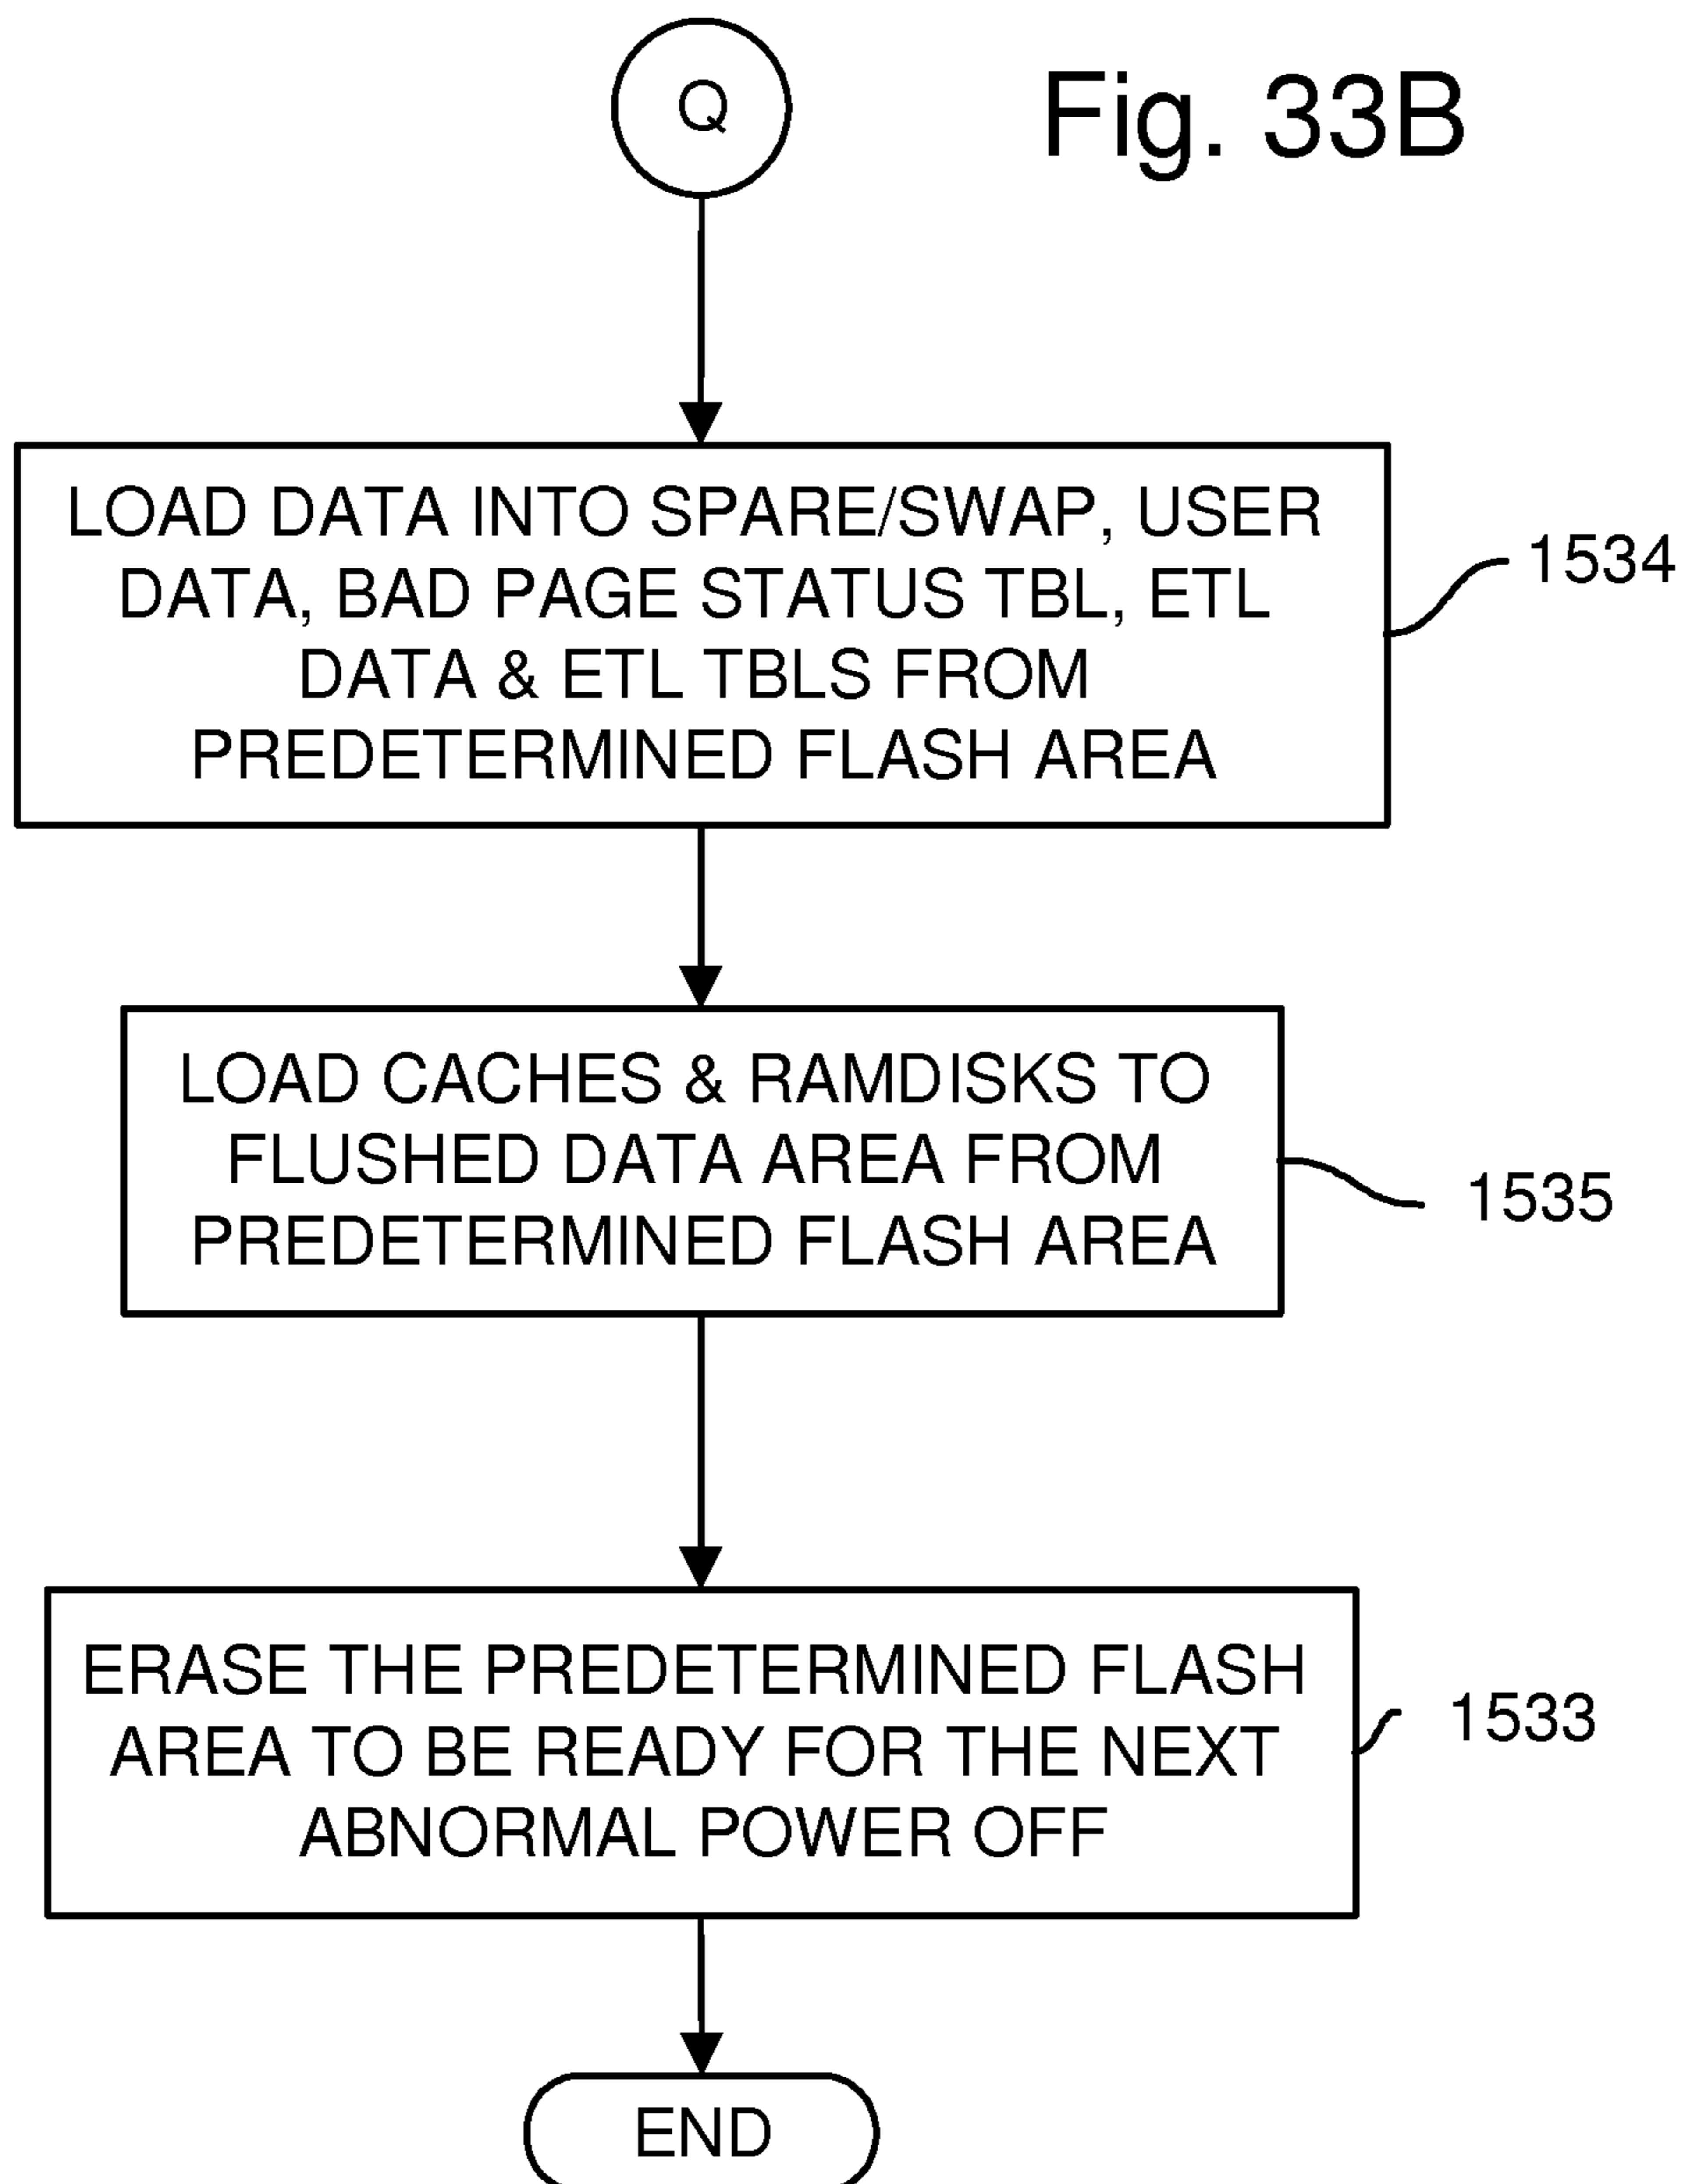 Q
Fig. 33B
LOAD DATA INTO SPARE/SWAP, USER
DATA, BAD PAGE STATUS TBL, ETL
DATA & ETL TBLS FROM
PREDETERMINED FLASH AREA
1534
LOAD CACHES & RAMDISKS TO
FLUSHED DATA AREA FROM
PREDETERMINED FLASH AREA
1535
ERASE THE PREDETERMINED FLASH
AREA TO BE READY FOR THE NEXT
ABNORMAL POWER OFF
1533
END